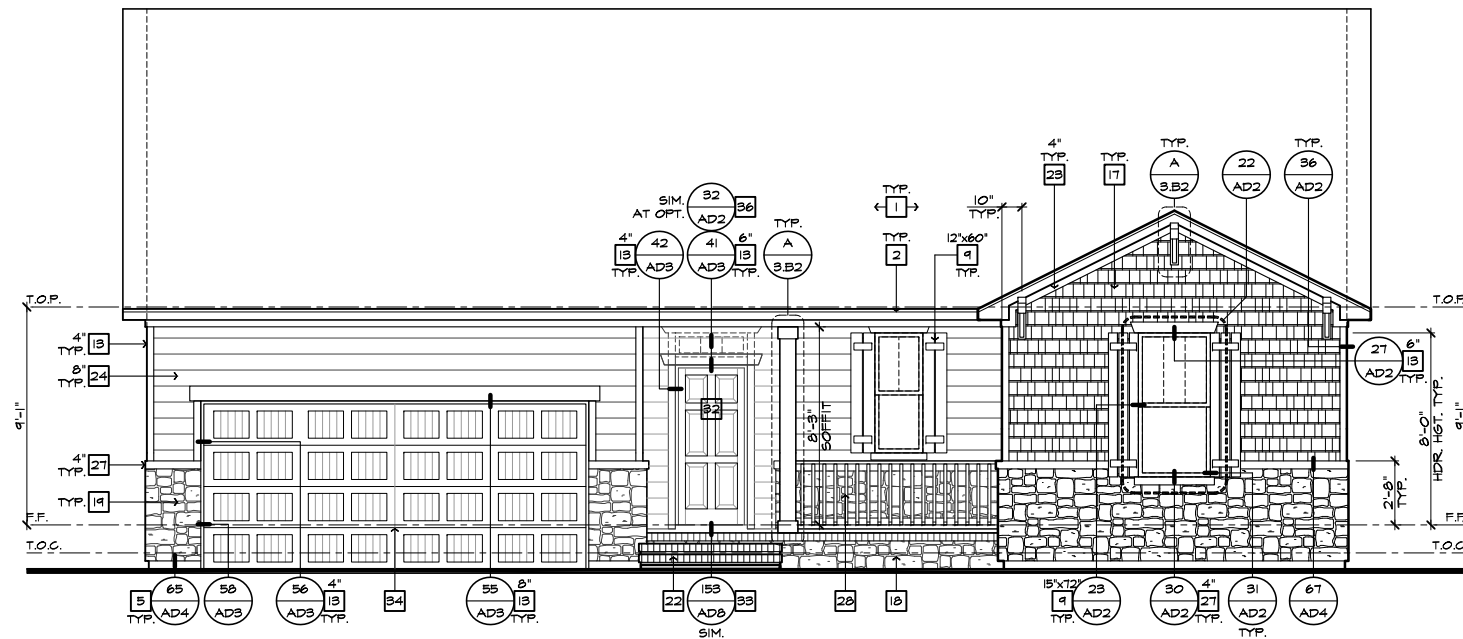 4"
TYP.
23
TYP.
17
TYP.
A
3.B2
22
AD2
TYP.
36
AD2
SIM.
AT OPT.
32
AD2
36
TYP.
1
10"
TYP.
4"
13
TYP.
42
AD3
41
AD3
6"
13
TYP.
TYP.
A
3.B2
TYP.
2
12"x60"
9
TYP.
T.O.P.
T.O.P.
4"
TYP. 13
8"
TYP. 24
9'-1"
4"
TYP. 27
TYP. 19
F.F.
T.O.C.
32
8'-3"
SOFFIT
27
AD2
6"
13
TYP.
8'-0"
HDR. HGT. TYP.
9'-1"
2'-8"
TYP.
F.F.
T.O.C.
5
TYP.
65
AD4
58
AD3
56
AD3
4"
13
TYP.
34
55
AD3
8"
13
TYP.
22
153
AD8
SIM.
33
28
18
15"x72"
9
TYP.
23
AD2
30
AD2
4"
27
TYP.
31
AD2
TYP.
67
AD4